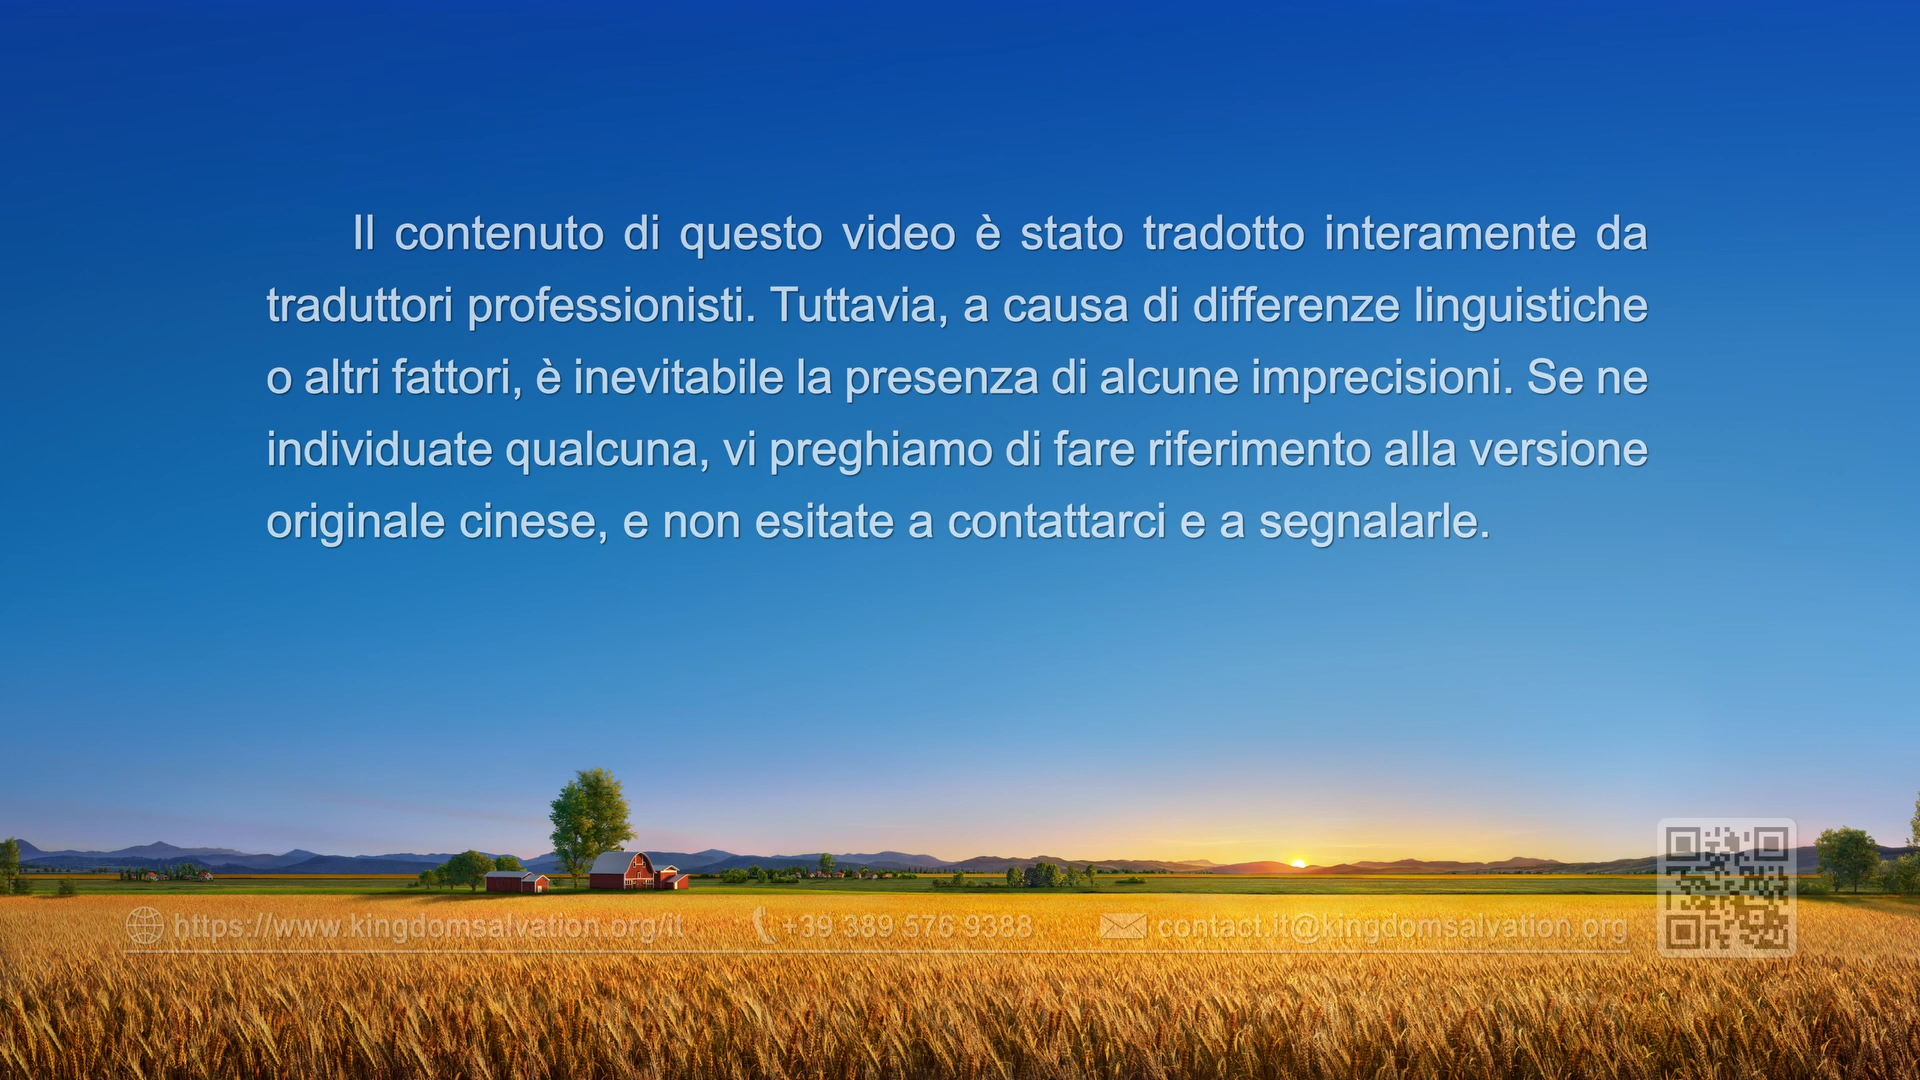 Il contenuto di questo video è stato tradotto interamente da
traduttori professionisti. Tuttavia, a causa di differenze linguistiche
o altri fattori, è inevitabile la presenza di alcune imprecisioni. Se ne
individuate qualcuna, vi preghiamo di fare riferimento alla versione
originale cinese, e non esitate a contattarci e a segnalarle.
https://www.kingdomsalvation.org/it +39 389 576 9388 contact.it@kingdomsalvation.org